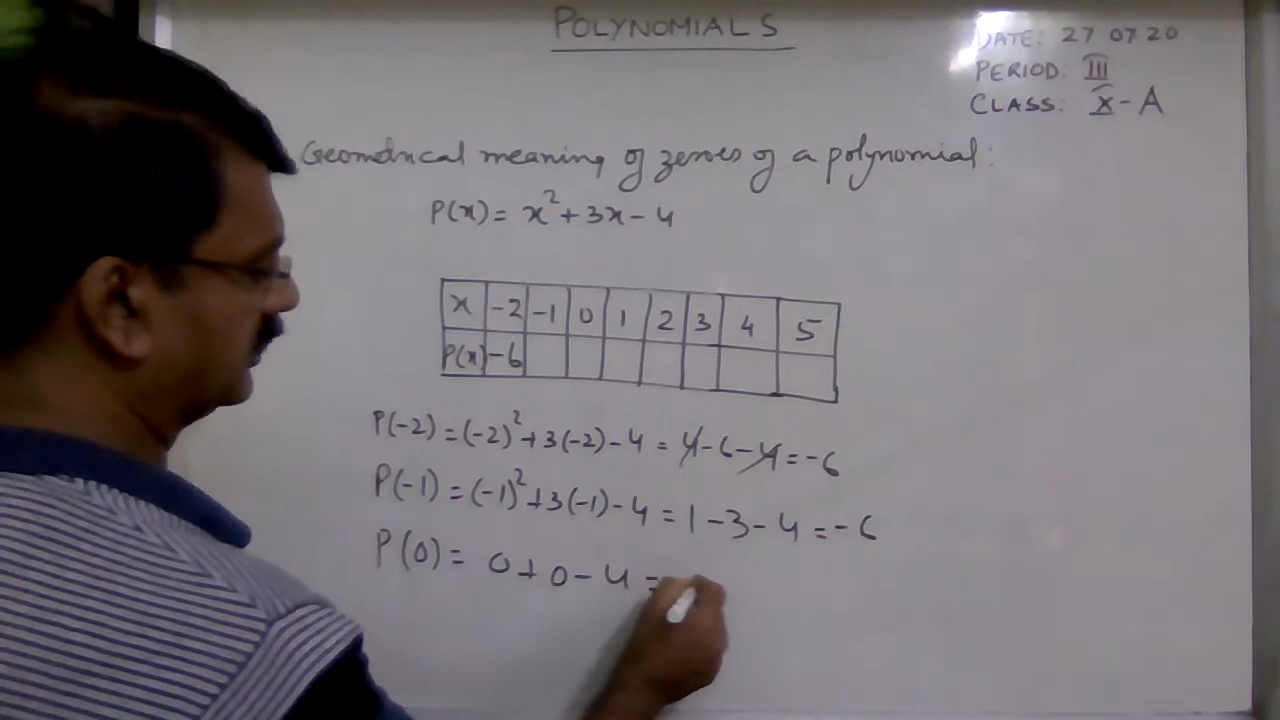 POLYNOMIALS
DATE: 27 07 20
PERIOD: III
CLASS: X-A
Geometrical meaning of zeroes of a polynomial:
P(x) = x² + 3x - 4
x -2 -1 0 1 2 3 4 5
P(x) -6
P(-2) = (-2)² + 3(-2) - 4 = 4 - 6 - 4 = -6
P(-1) = (-1)² + 3(-1) - 4 = 1 - 3 - 4 = -6
P(0) = 0 + 0 - 4 =